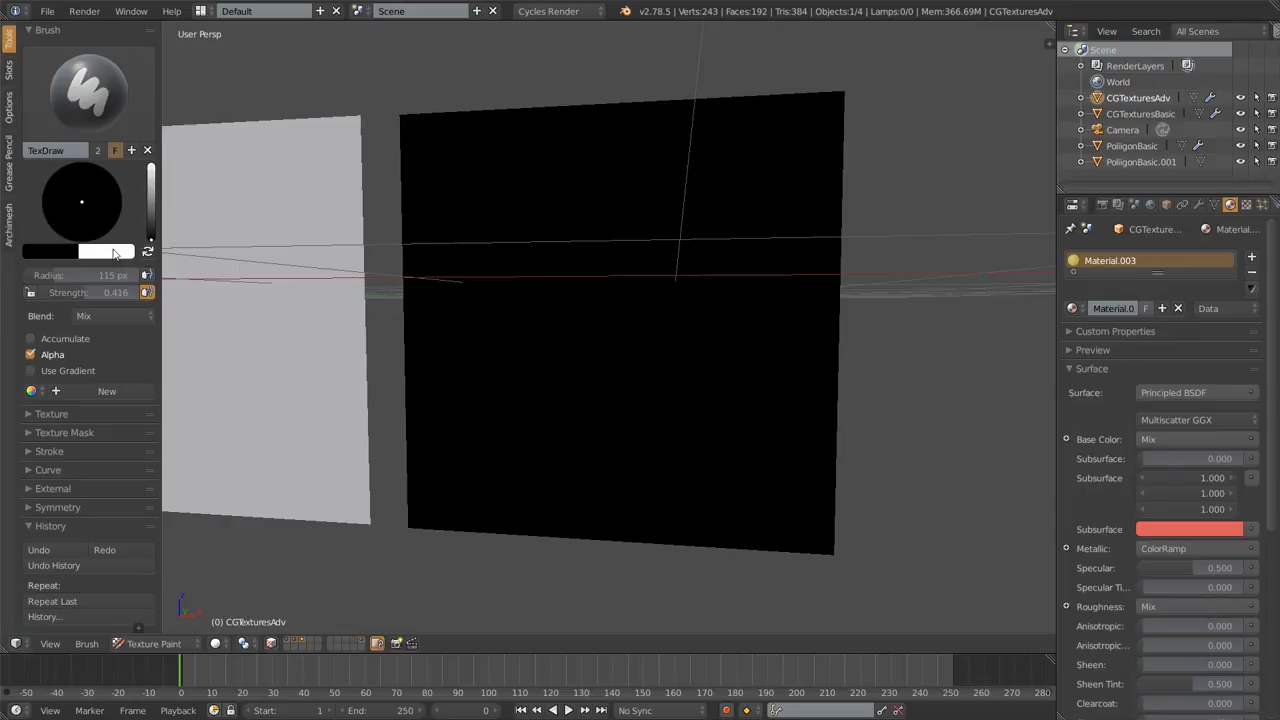 File Render Window Help Default Scene Cycles Render v2.78.5 | Verts:243 | Faces:192 | Tris:384 | Objects:1/4 | Lamps:0/0 | Mem:366.69M | CGTexturesAdv
Brush
User Persp
View Search All Scenes
Scene
RenderLayers
World
CGTexturesAdv
CGTexturesBasic
Camera
PoliigonBasic
PoliigonBasic.001
Tools
Slots
Options
Grease Pencil
Archimesh
TexDraw 2 F
Radius: 115 px
Strength: 0.416
Blend: Mix
Accumulate
Alpha
Use Gradient
New
Texture
Texture Mask
Stroke
Curve
External
Symmetry
History
Undo Redo
Undo History
Repeat:
Repeat Last
History...
CGTexture... Material....
Material.003
Material.0 F Data
Custom Properties
Preview
Surface
Surface: Principled BSDF
Multiscatter GGX
Base Color: Mix
Subsurface: 0.000
Subsurface 1.000
1.000
1.000
Subsurface
Metallic: ColorRamp
Specular: 0.500
Specular Ti... 0.000
Roughness: Mix
Anisotropic: 0.000
Anisotropic... 0.000
Sheen: 0.000
Sheen Tint: 0.500
Clearcoat: 0.000
z
y
x
(0) CGTexturesAdv
View Brush Texture Paint
-50 -40 -30 -20 -10 0 10 20 30 40 50 60 70 80 90 100 110 120 130 140 150 160 170 180 190 200 210 220 230 240 250 260 270 280
View Marker Frame Playback Start: 1 End: 250 0 No Sync